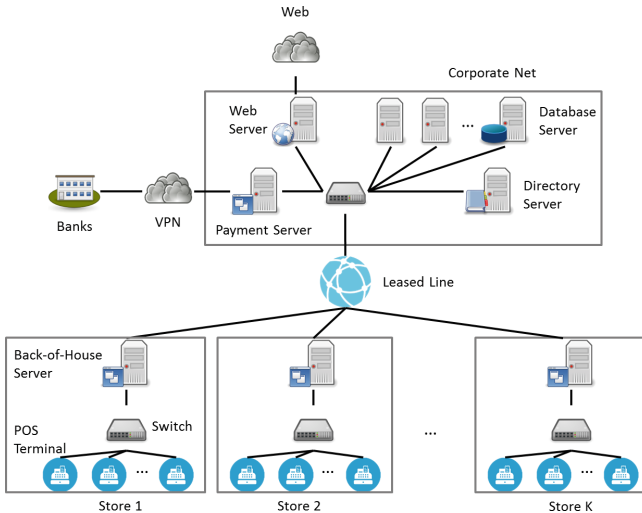 Web
Corporate Net
Web
Server
...
Database
Server
Directory
Server
Banks
VPN
Payment Server
Leased Line
Back-of-House
Server
POS
Terminal
Switch
...
...
...
...
Store 1
Store 2
Store K